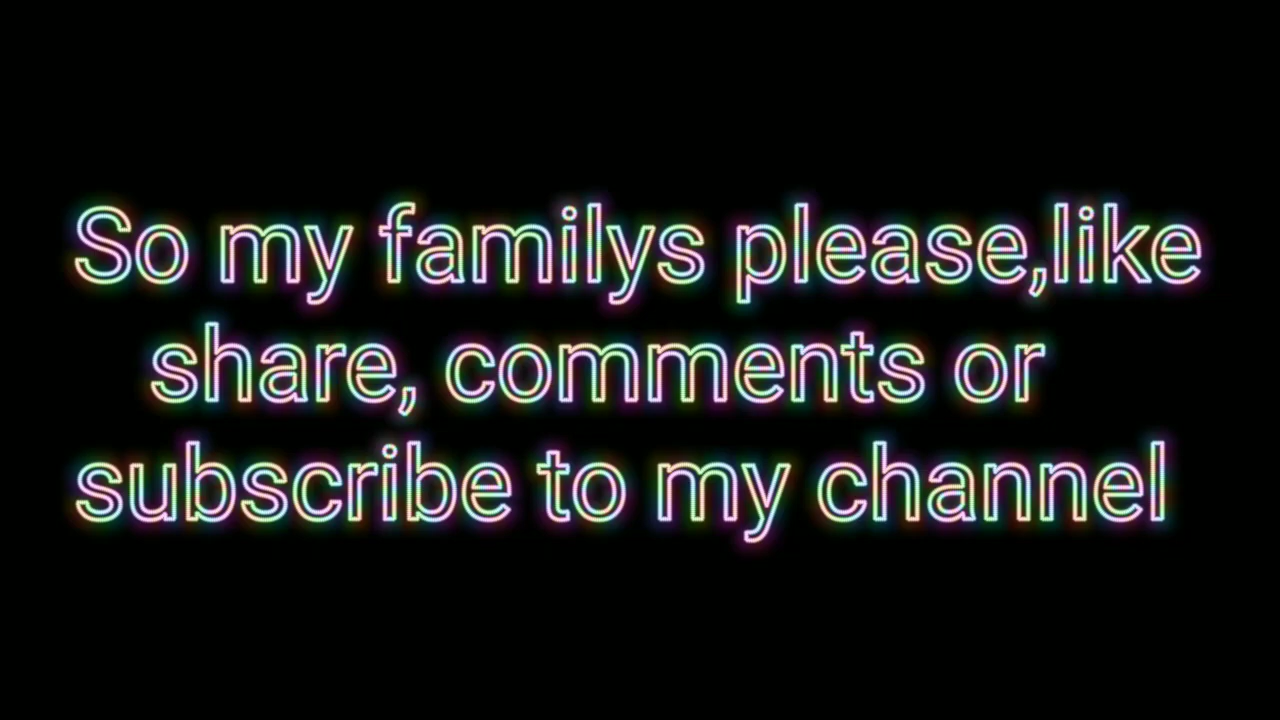 So my familys please,like
share, comments or
subscribe to my channel